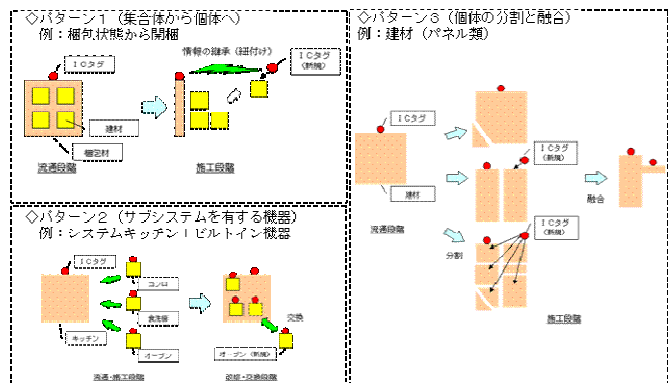 ◇パターン１（集合体から個体へ）
例：梱包状態から開梱
ＩＣタグ
情報の継承（紐付け）
ＩＣタグ
（新規）
建材
梱包材
流通段階
施工段階
◇パターン２（サブシステムを有する機器）
例：システムキッチン｜ビルトイン機器
ＩＣタグ
コンロ
食洗器
オーブン
キッチン
交換
オーブン（新規）
流通・施工段階
改修・交換段階
◇パターン３（個体の分割と融合）
例：建材（パネル類）
ＩＣタグ
ＩＣタグ
（新規）
建材
流通段階
融合
ＩＣタグ
（新規）
分割
施工段階